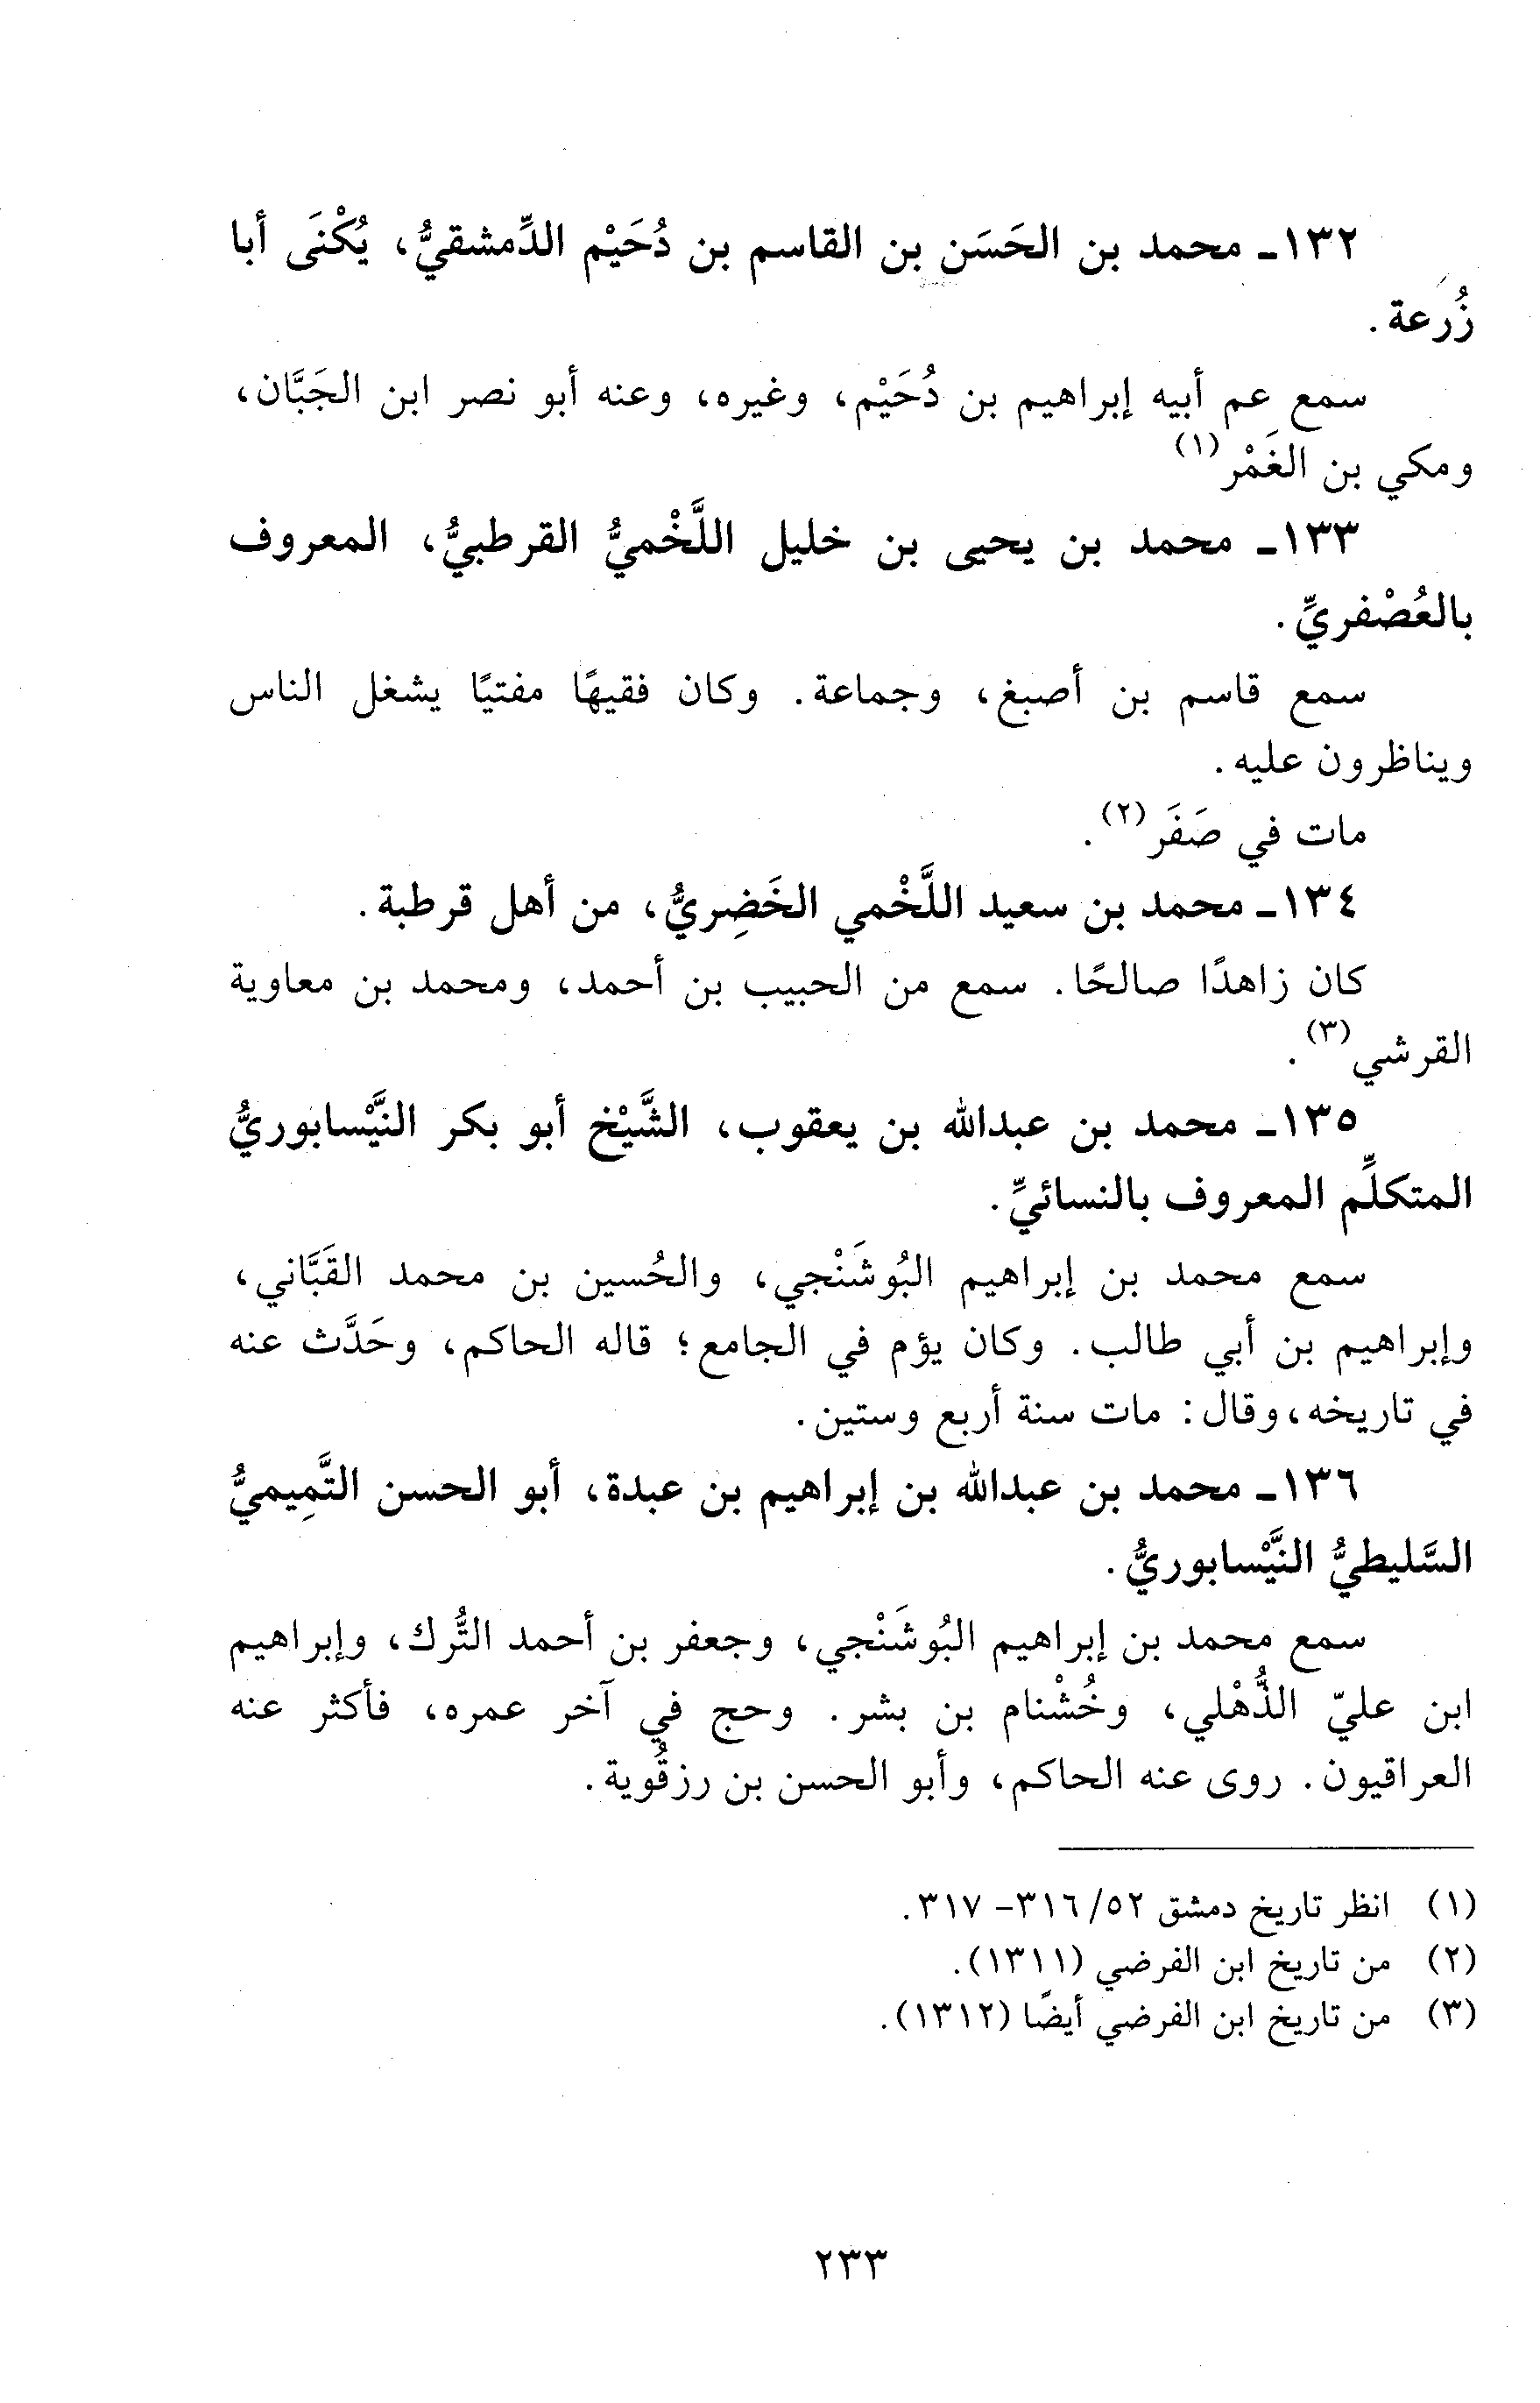 ١٣٢ـ محمد بن الحَسَن بن القاسم بن دُحَيْم الدِّمشقيُّ، يُكْنَى أبا
زُرعة.
سمع عم أبيه إبراهيم بن دُحَيْم، وغيره، وعنه أبو نصر ابن الجَبَّان،
ومكي بن الغَمْر(١)
١٣٣ـ محمد بن يحيى بن خليل اللَّخْميُّ القرطبيُّ، المعروف
بالعُصْفريِّ.
سمع قاسم بن أصبغ، وجماعة. وكان فقيهًا مفتيًا يشغل الناس
ويناظرون عليه.
مات في صَفَر(٢).
١٣٤ـ محمد بن سعيد اللَّخْمي الخَضِريُّ، من أهل قرطبة.
كان زاهدًا صالحًا. سمع من الحبيب بن أحمد، ومحمد بن معاوية
القرشي(٣).
١٣٥ـ محمد بن عبدالله بن يعقوب، الشَّيْخ أبو بكر النَّيْسابوريُّ
المتكلِّم المعروف بالنسائيِّ.
سمع محمد بن إبراهيم البُوشَنْجي، والحُسين بن محمد القَبَّاني،
وإبراهيم بن أبي طالب. وكان يؤم في الجامع؛ قاله الحاكم، وحَدَّث عنه
في تاريخه، وقال: مات سنة أربع وستين.
١٣٦ـ محمد بن عبدالله بن إبراهيم بن عبدة، أبو الحسن التَّمِيميُّ
السَّليطيُّ النَّيْسابوريُّ.
سمع محمد بن إبراهيم البُوشَنْجي، وجعفر بن أحمد التُّرك، وإبراهيم
ابن عليّ الذُّهْلي، وخُشْنام بن بشر. وحج في آخر عمره، فأكثر عنه
العراقيون. روى عنه الحاكم، وأبو الحسن بن رزقُوية.
(١) انظر تاريخ دمشق ٥٢/ ٣١٦- ٣١٧.
(٢) من تاريخ ابن الفرضي (١٣١١).
(٣) من تاريخ ابن الفرضي أيضًا (١٣١٢).
٢٣٣